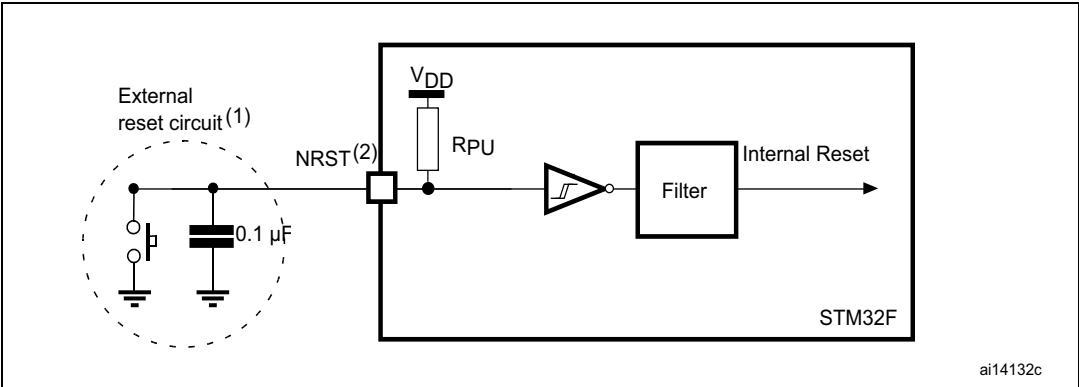 External
reset circuit(1)
VDD
RPU
NRST(2)
Internal Reset
Filter
0.1 µF
STM32F
ai14132c